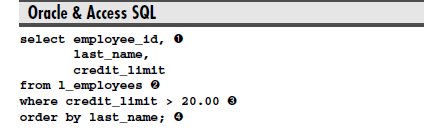 Oracle & Access SQL
select employee_id, ❶
last_name,
credit_limit
from l_employees ❷
where credit_limit > 20.00 ❸
order by last_name; ❹